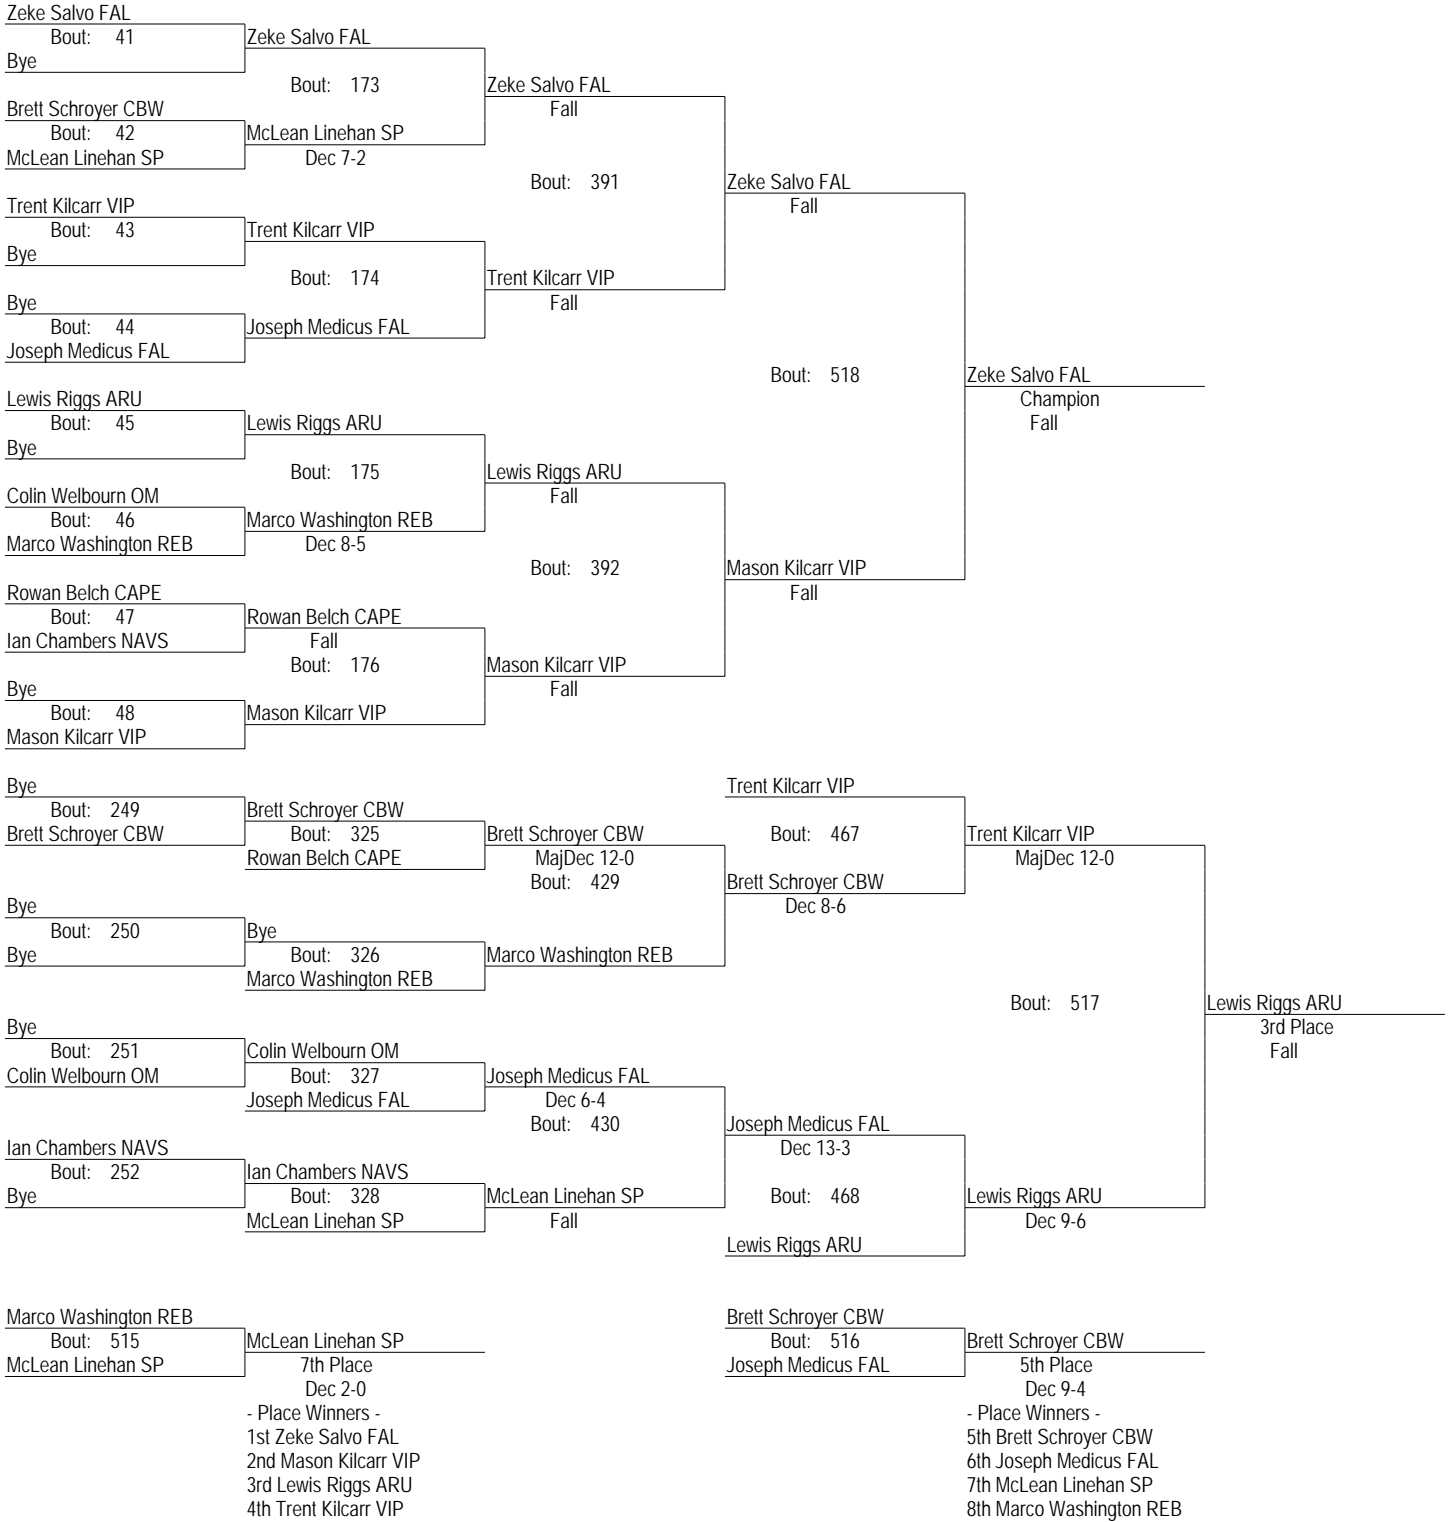 Zeke Salvo FAL
Bout: 41
Zeke Salvo FAL
Bye
Bout: 173
Zeke Salvo FAL
Brett Schroyer CBW
Fall
Bout: 42
McLean Linehan SP
McLean Linehan SP
Dec 7-2
Bout: 391
Zeke Salvo FAL
Trent Kilcarr VIP
Fall
Bout: 43
Trent Kilcarr VIP
Bye
Bout: 174
Trent Kilcarr VIP
Bye
Fall
Bout: 44
Joseph Medicus FAL
Joseph Medicus FAL
Bout: 518
Zeke Salvo FAL
Lewis Riggs ARU
Champion
Bout: 45
Lewis Riggs ARU
Fall
Bye
Bout: 175
Lewis Riggs ARU
Colin Welbourn OM
Fall
Bout: 46
Marco Washington REB
Marco Washington REB
Dec 8-5
Bout: 392
Mason Kilcarr VIP
Rowan Belch CAPE
Fall
Bout: 47
Rowan Belch CAPE
Ian Chambers NAVS
Fall
Bout: 176
Mason Kilcarr VIP
Bye
Fall
Bout: 48
Mason Kilcarr VIP
Mason Kilcarr VIP
Bye
Trent Kilcarr VIP
Bout: 249
Brett Schroyer CBW
Brett Schroyer CBW
Bout: 325
Brett Schroyer CBW
Bout: 467
Trent Kilcarr VIP
Rowan Belch CAPE
MajDec 12-0
MajDec 12-0
Bout: 429
Brett Schroyer CBW
Bye
Dec 8-6
Bout: 250
Bye
Bye
Bout: 326
Marco Washington REB
Marco Washington REB
Bout: 517
Lewis Riggs ARU
Bye
3rd Place
Bout: 251
Colin Welbourn OM
Fall
Colin Welbourn OM
Bout: 327
Joseph Medicus FAL
Joseph Medicus FAL
Dec 6-4
Bout: 430
Joseph Medicus FAL
Ian Chambers NAVS
Dec 13-3
Bout: 252
Ian Chambers NAVS
Bye
Bout: 328
McLean Linehan SP
Bout: 468
Lewis Riggs ARU
McLean Linehan SP
Fall
Dec 9-6
Lewis Riggs ARU
Marco Washington REB
Brett Schroyer CBW
Bout: 515
McLean Linehan SP
Bout: 516
Brett Schroyer CBW
McLean Linehan SP
7th Place
Joseph Medicus FAL
5th Place
Dec 2-0
Dec 9-4
- Place Winners -
1st Zeke Salvo FAL
2nd Mason Kilcarr VIP
3rd Lewis Riggs ARU
4th Trent Kilcarr VIP
- Place Winners -
5th Brett Schroyer CBW
6th Joseph Medicus FAL
7th McLean Linehan SP
8th Marco Washington REB